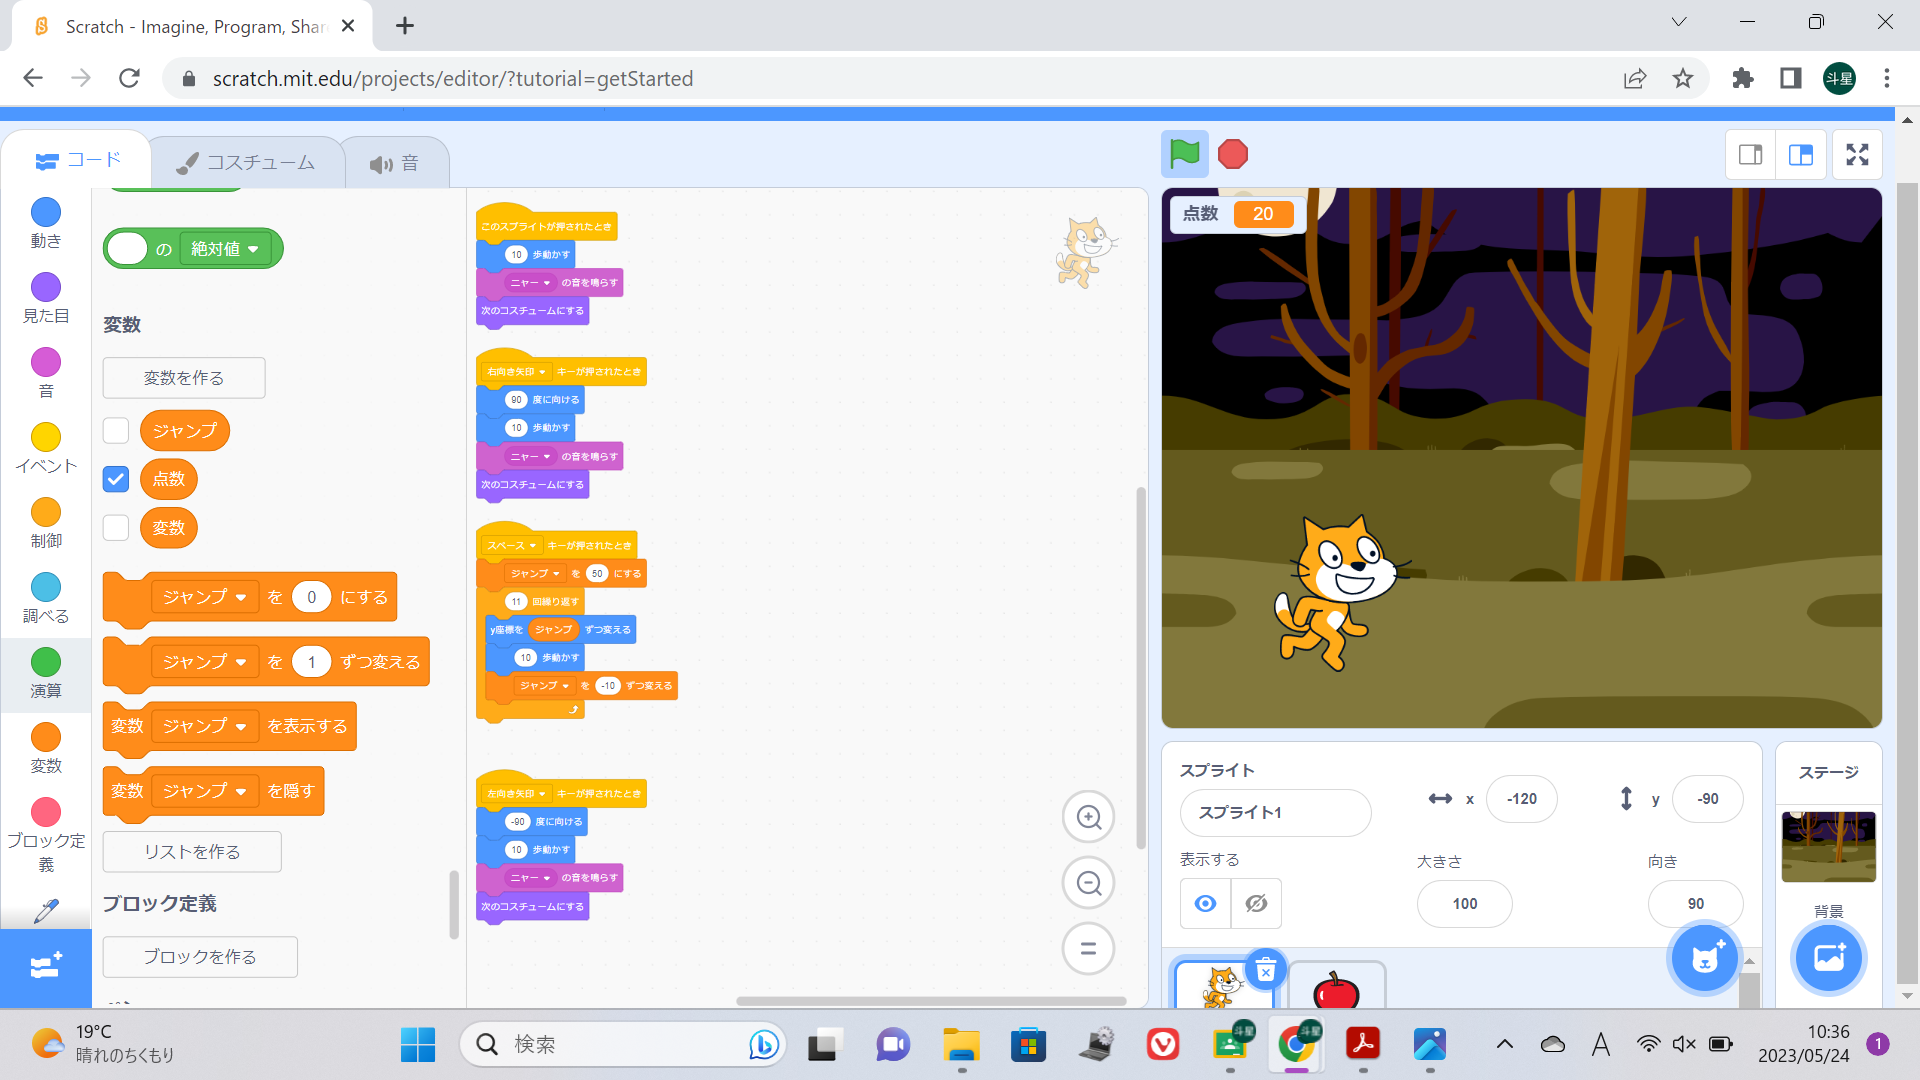 Scratch - Imagine, Program, Shar
scratch.mit.edu/projects/editor/?tutorial=getStarted
斗星
コード
コスチューム
音
動き
見た目
音
イベント
制御
調べる
演算
変数
ブロック定
義
の 絶対値
変数
変数を作る
ジャンプ
点数
変数
ジャンプ を 0 にする
ジャンプ を 1 ずつ変える
変数 ジャンプ を表示する
変数 ジャンプ を隠す
リストを作る
ブロック定義
ブロックを作る
このスプライトが押されたとき
10 歩動かす
ニャー の音を鳴らす
次のコスチュームにする
右向き矢印 キーが押されたとき
90 度に向ける
10 歩動かす
ニャー の音を鳴らす
次のコスチュームにする
スペース キーが押されたとき
ジャンプ を 50 にする
11 回繰り返す
y座標を ジャンプ ずつ変える
10 歩動かす
ジャンプ を -10 ずつ変える
左向き矢印 キーが押されたとき
-90 度に向ける
10 歩動かす
ニャー の音を鳴らす
次のコスチュームにする
点数 20
スプライト
スプライト1
x -120
y -90
表示する
大きさ
100
向き
90
ステージ
背景
19°C
晴れのちくもり
検索
斗星
斗星
A
10:36
2023/05/24
1